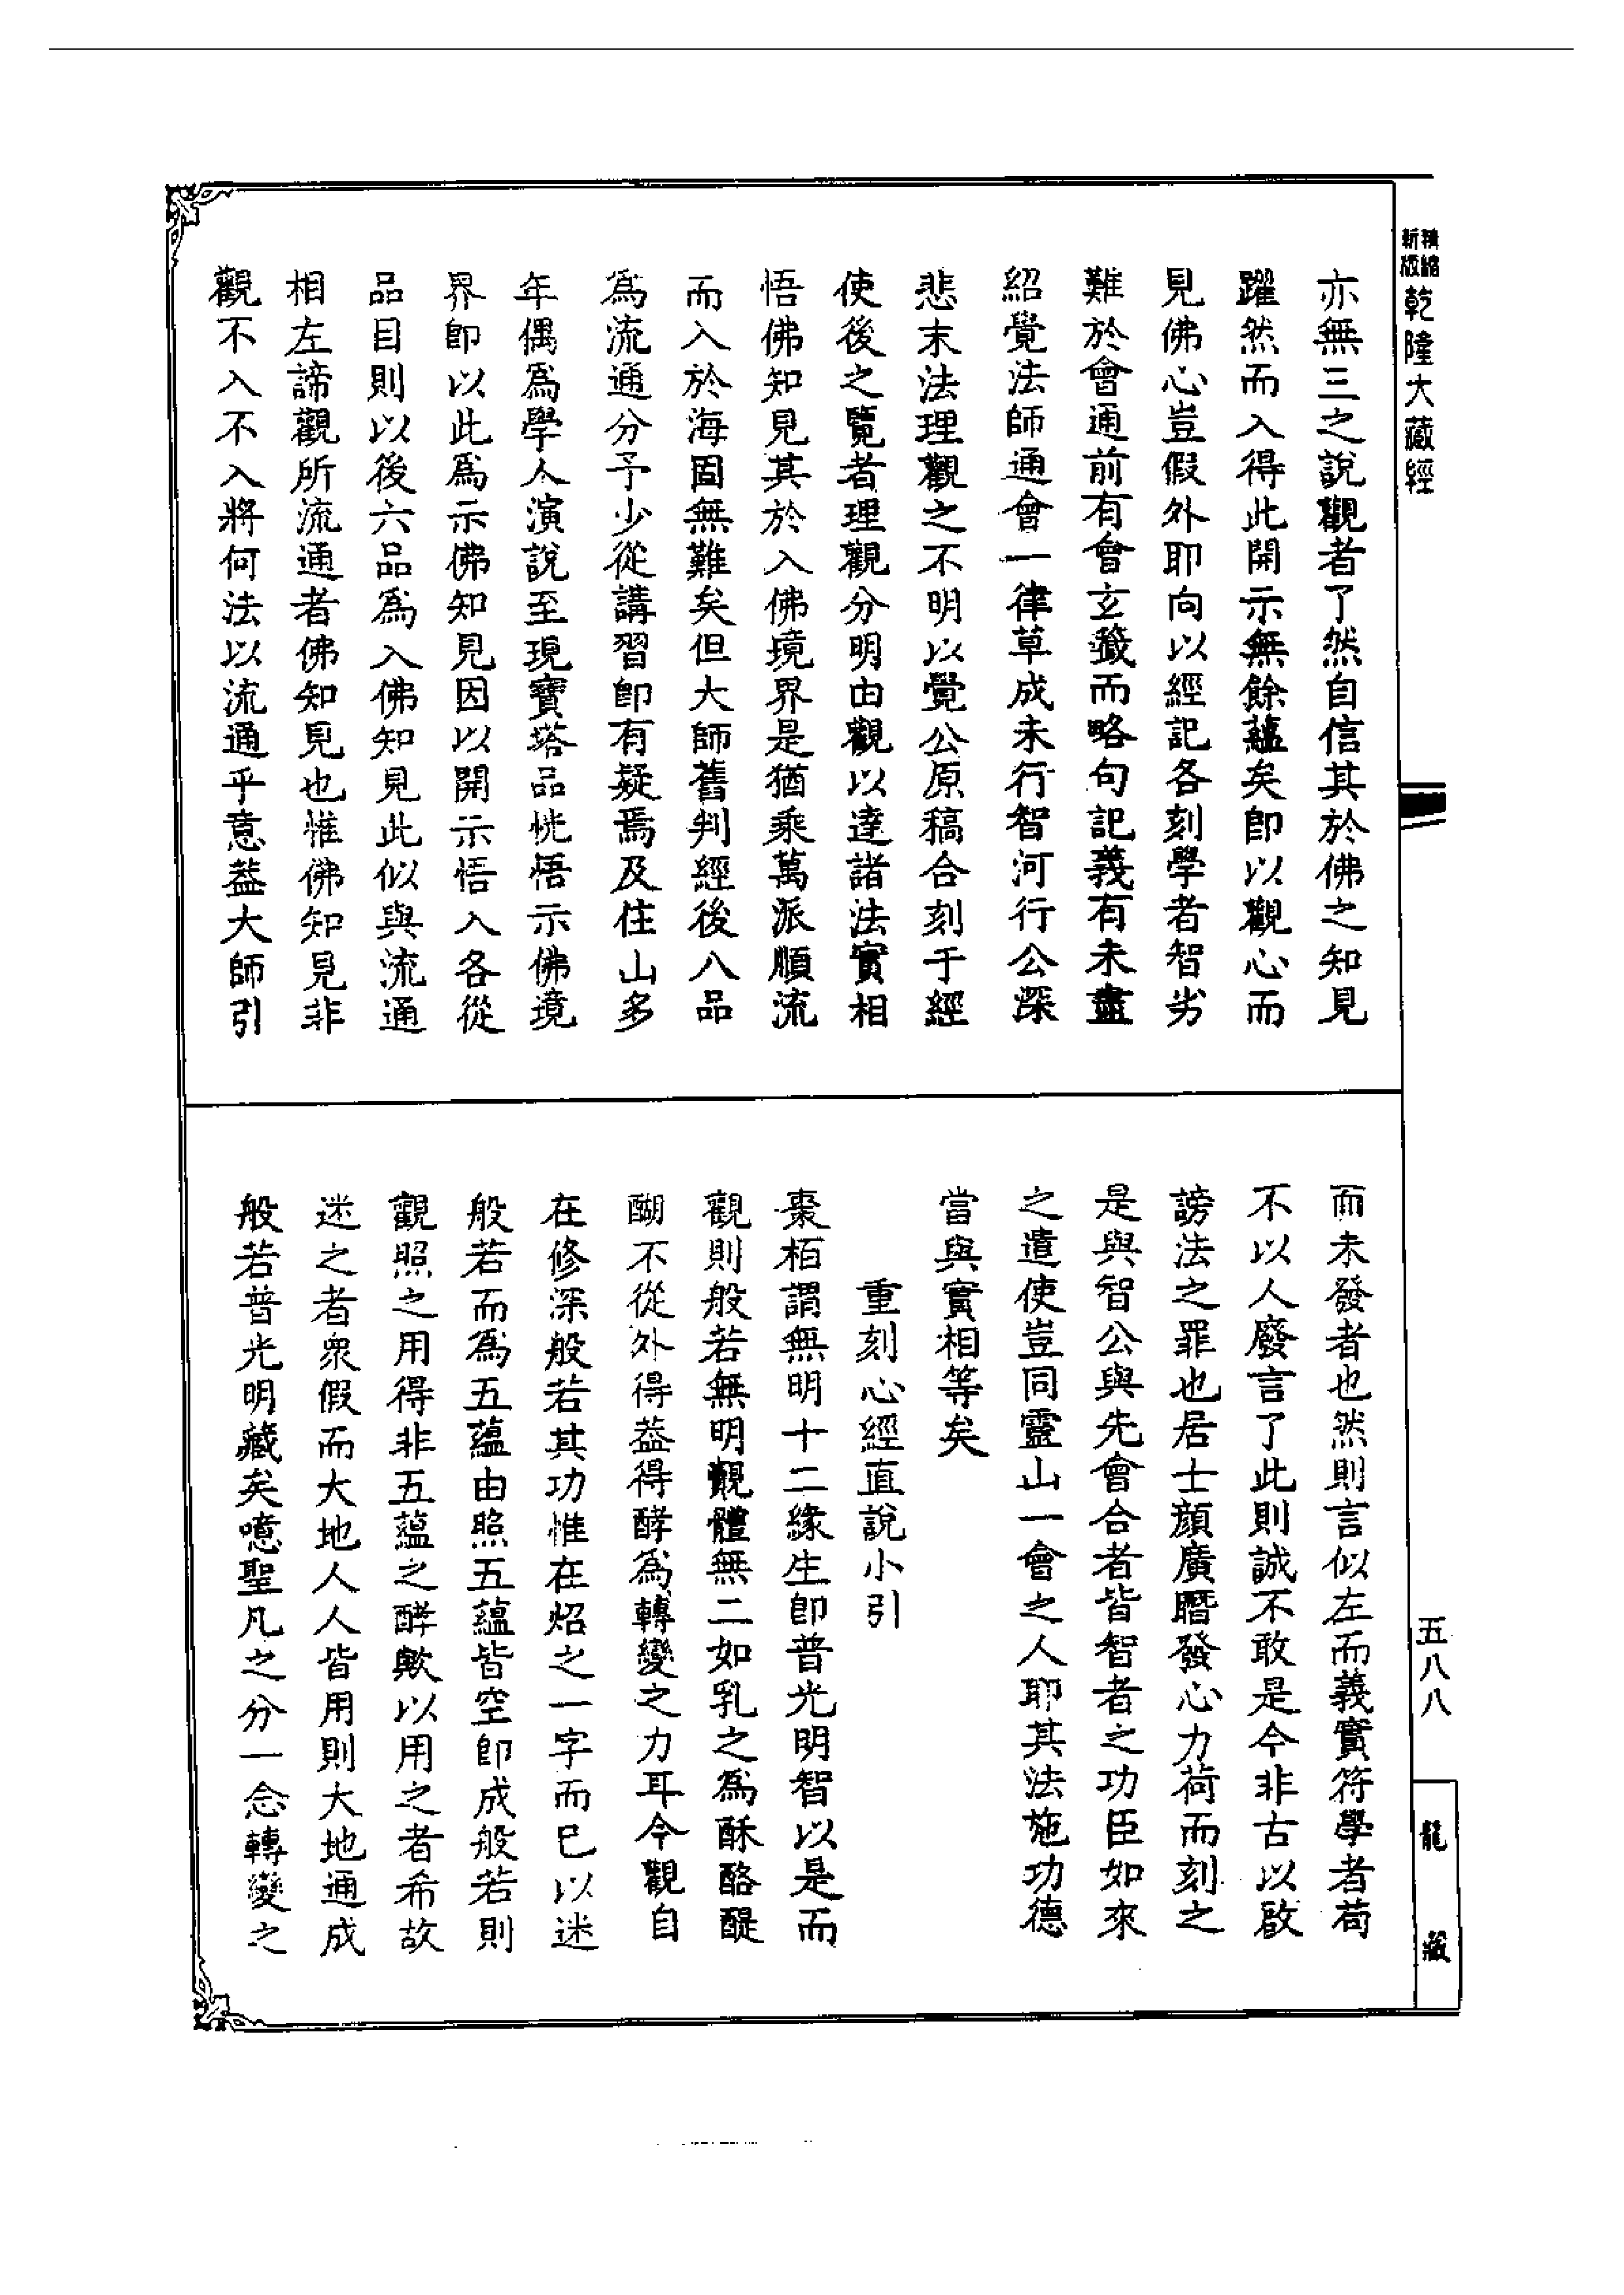 新版精縮
乾隆大藏經
亦無三之說觀者了然自信其於佛之知見
躍然而入得此開示無餘蘊矣卽以觀心而
見佛心豈假外耶向以經記各刻學者智劣
難於會通前有會玄籤而略句記義有未盡
紹覺法師通會一律草成未行智河行公深
悲末法理觀之不明以覺公原稿合刻于經
使後之覽者理觀分明由觀以達諸法實相
悟佛知見其於入佛境界是猶乘萬派順流
而入於海固無難矣但大師舊判經後八品
爲流通分予少從講習卽有疑焉及住山多
年偶爲學人演說至現寶塔品恍悟示佛境
界卽以此爲示佛知見因以開示悟入各從
品目則以後六品爲入佛知見此似與流通
相左諦觀所流通者佛知見也惟佛知見非
觀不入不入將何法以流通乎意葢大師引
而未發者也然則言似左而義實符學者苟
不以人廢言了此則誠不敢是今非古以啟
謗法之罪也居士顏廣曆發心力荷而刻之
是與智公與先會合者皆智者之功臣如來
之遣使豈同靈山一會之人耶其法施功德
當與實相等矣
重刻心經直說小引
棗栢謂無明十二緣生卽普光明智以是而
觀則般若無明覿體無二如乳之爲酥酪醍
醐不從外得葢得酵爲轉變之力耳今觀自
在修深般若其功惟在炤之一字而已以迷
般若而爲五蘊由照五蘊皆空卽成般若則
觀照之用得非五蘊之酵歟以用之者希故
迷之者衆假而大地人人皆用則大地通成
般若普光明藏矣噫聖凡之分一念轉變之
五八八
龍藏